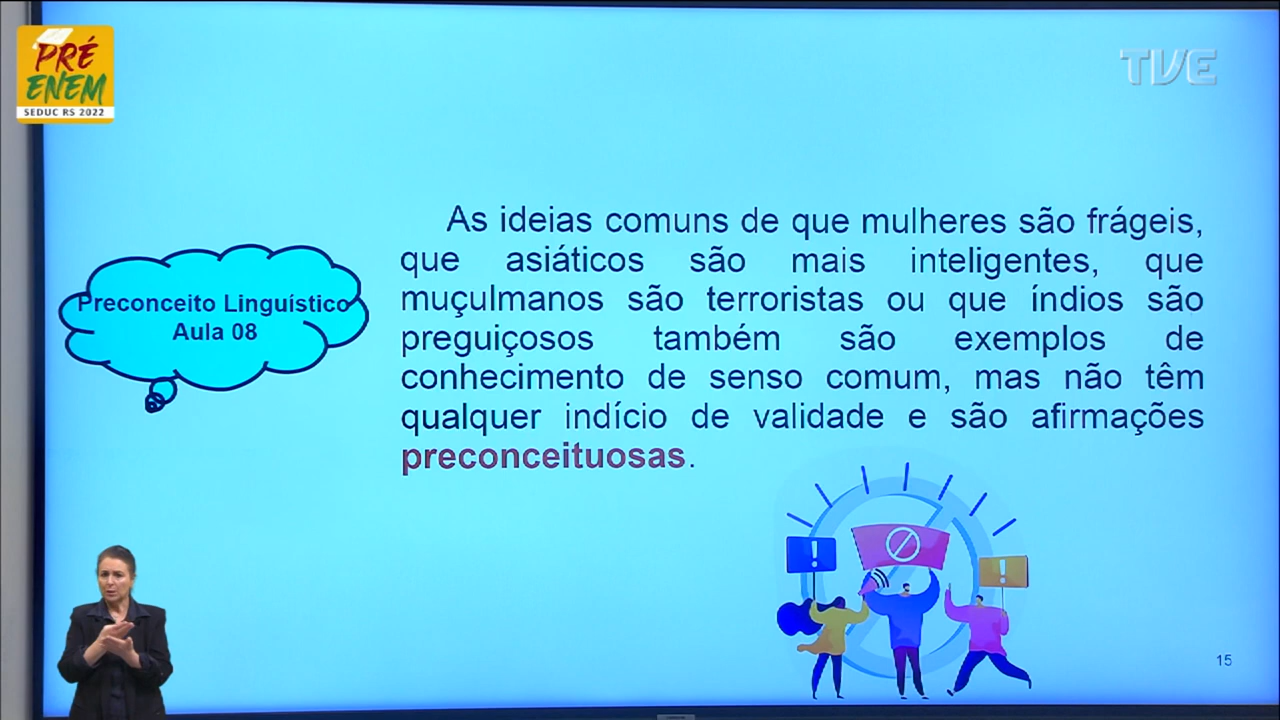 PRÉ
ENEM
SEDUC RS 2022
TVE
As ideias comuns de que mulheres são frágeis,
que asiáticos são mais inteligentes, que
muçulmanos são terroristas ou que índios são
preguiçosos também são exemplos de
conhecimento de senso comum, mas não têm
qualquer indício de validade e são afirmações
preconceituosas.
Preconceito Linguístico
Aula 08
!
!
15